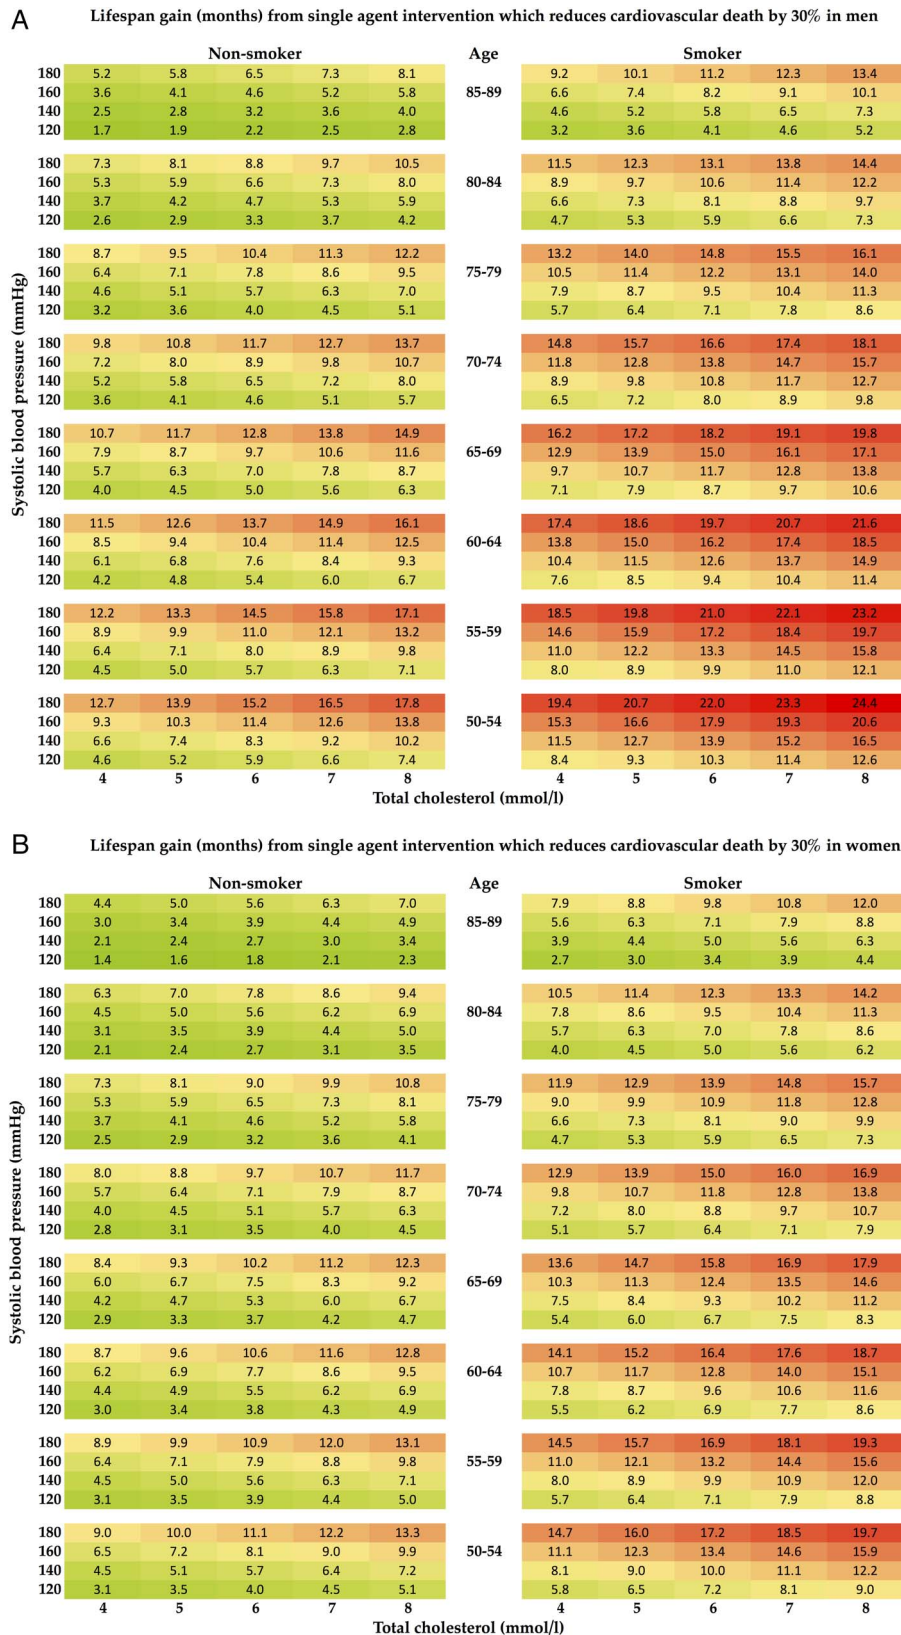 A
Lifespan gain (months) from single agent intervention which reduces cardiovascular death by 30% in men
Non-smoker Age Smoker
180 5.2 5.8 6.5 7.3 8.1 9.2 10.1 11.2 12.3 13.4
160 3.6 4.1 4.6 5.2 5.8 85-89 6.6 7.4 8.2 9.1 10.1
140 2.5 2.8 3.2 3.6 4.0 4.6 5.2 5.8 6.5 7.3
120 1.7 1.9 2.2 2.5 2.8 3.2 3.6 4.1 4.6 5.2
180 7.3 8.1 8.8 9.7 10.5 11.5 12.3 13.1 13.8 14.4
160 5.3 5.9 6.6 7.3 8.0 80-84 8.9 9.7 10.6 11.4 12.2
140 3.7 4.2 4.7 5.3 5.9 6.6 7.3 8.1 8.8 9.7
120 2.6 2.9 3.3 3.7 4.2 4.7 5.3 5.9 6.6 7.3
180 8.7 9.5 10.4 11.3 12.2 13.2 14.0 14.8 15.5 16.1
160 6.4 7.1 7.8 8.6 9.5 75-79 10.5 11.4 12.2 13.1 14.0
140 4.6 5.1 5.7 6.3 7.0 7.9 8.7 9.5 10.4 11.3
120 3.2 3.6 4.0 4.5 5.1 5.7 6.4 7.1 7.8 8.6
180 9.8 10.8 11.7 12.7 13.7 14.8 15.7 16.6 17.4 18.1
160 7.2 8.0 8.9 9.8 10.7 70-74 11.8 12.8 13.8 14.7 15.7
140 5.2 5.8 6.5 7.2 8.0 8.9 9.8 10.8 11.7 12.7
120 3.6 4.1 4.6 5.1 5.7 6.5 7.2 8.0 8.9 9.8
180 10.7 11.7 12.8 13.8 14.9 16.2 17.2 18.2 19.1 19.8
160 7.9 8.7 9.7 10.6 11.6 65-69 12.9 13.9 15.0 16.1 17.1
140 5.7 6.3 7.0 7.8 8.7 9.7 10.7 11.7 12.8 13.8
120 4.0 4.5 5.0 5.6 6.3 7.1 7.9 8.7 9.7 10.6
180 11.5 12.6 13.7 14.9 16.1 17.4 18.6 19.7 20.7 21.6
160 8.5 9.4 10.4 11.4 12.5 60-64 13.8 15.0 16.2 17.4 18.5
140 6.1 6.8 7.6 8.4 9.3 10.4 11.5 12.6 13.7 14.9
120 4.2 4.8 5.4 6.0 6.7 7.6 8.5 9.4 10.4 11.4
180 12.2 13.3 14.5 15.8 17.1 18.5 19.8 21.0 22.1 23.2
160 8.9 9.9 11.0 12.1 13.2 55-59 14.6 15.9 17.2 18.4 19.7
140 6.4 7.1 8.0 8.9 9.8 11.0 12.2 13.3 14.5 15.8
120 4.5 5.0 5.7 6.3 7.1 8.0 8.9 9.9 11.0 12.1
180 12.7 13.9 15.2 16.5 17.8 19.4 20.7 22.0 23.3 24.4
160 9.3 10.3 11.4 12.6 13.8 50-54 15.3 16.6 17.9 19.3 20.6
140 6.6 7.4 8.3 9.2 10.2 11.5 12.7 13.9 15.2 16.5
120 4.6 5.2 5.9 6.6 7.4 8.4 9.3 10.3 11.4 12.6
4 5 6 7 8 4 5 6 7 8
Total cholesterol (mmol/l)
Systolic blood pressure (mmHg)
B
Lifespan gain (months) from single agent intervention which reduces cardiovascular death by 30% in women
Non-smoker Age Smoker
180 4.4 5.0 5.6 6.3 7.0 7.9 8.8 9.8 10.8 12.0
160 3.0 3.4 3.9 4.4 4.9 85-89 5.6 6.3 7.1 7.9 8.8
140 2.1 2.4 2.7 3.0 3.4 3.9 4.4 5.0 5.6 6.3
120 1.4 1.6 1.8 2.1 2.3 2.7 3.0 3.4 3.9 4.4
180 6.3 7.0 7.8 8.6 9.4 10.5 11.4 12.3 13.3 14.2
160 4.5 5.0 5.6 6.2 6.9 80-84 7.8 8.6 9.5 10.4 11.3
140 3.1 3.5 3.9 4.4 5.0 5.7 6.3 7.0 7.8 8.6
120 2.1 2.4 2.7 3.1 3.5 4.0 4.5 5.0 5.6 6.2
180 7.3 8.1 9.0 9.9 10.8 11.9 12.9 13.9 14.8 15.7
160 5.3 5.9 6.5 7.3 8.1 75-79 9.0 9.9 10.9 11.8 12.8
140 3.7 4.1 4.6 5.2 5.8 6.6 7.3 8.1 9.0 9.9
120 2.5 2.9 3.2 3.6 4.1 4.7 5.3 5.9 6.5 7.3
180 8.0 8.8 9.7 10.7 11.7 12.9 13.9 15.0 16.0 16.9
160 5.7 6.4 7.1 7.9 8.7 70-74 9.8 10.7 11.8 12.8 13.8
140 4.0 4.5 5.1 5.7 6.3 7.2 8.0 8.8 9.7 10.7
120 2.8 3.1 3.5 4.0 4.5 5.1 5.7 6.4 7.1 7.9
180 8.4 9.3 10.2 11.2 12.3 13.6 14.7 15.8 16.9 17.9
160 6.0 6.7 7.5 8.3 9.2 65-69 10.3 11.3 12.4 13.5 14.6
140 4.2 4.7 5.3 6.0 6.7 7.5 8.4 9.3 10.2 11.2
120 2.9 3.3 3.7 4.2 4.7 5.4 6.0 6.7 7.5 8.3
180 8.7 9.6 10.6 11.6 12.8 14.1 15.2 16.4 17.6 18.7
160 6.2 6.9 7.7 8.6 9.5 60-64 10.7 11.7 12.8 14.0 15.1
140 4.4 4.9 5.5 6.2 6.9 7.8 8.7 9.6 10.6 11.6
120 3.0 3.4 3.8 4.3 4.9 5.5 6.2 6.9 7.7 8.6
180 8.9 9.9 10.9 12.0 13.1 14.5 15.7 16.9 18.1 19.3
160 6.4 7.1 7.9 8.8 9.8 55-59 11.0 12.1 13.2 14.4 15.6
140 4.5 5.0 5.6 6.3 7.1 8.0 8.9 9.9 10.9 12.0
120 3.1 3.5 3.9 4.4 5.0 5.7 6.4 7.1 7.9 8.8
180 9.0 10.0 11.1 12.2 13.3 14.7 16.0 17.2 18.5 19.7
160 6.5 7.2 8.1 9.0 9.9 50-54 11.1 12.3 13.4 14.6 15.9
140 4.5 5.1 5.7 6.4 7.2 8.1 9.0 10.0 11.1 12.2
120 3.1 3.5 4.0 4.5 5.1 5.8 6.5 7.2 8.1 9.0
4 5 6 7 8 4 5 6 7 8
Total cholesterol (mmol/l)
Systolic blood pressure (mmHg)